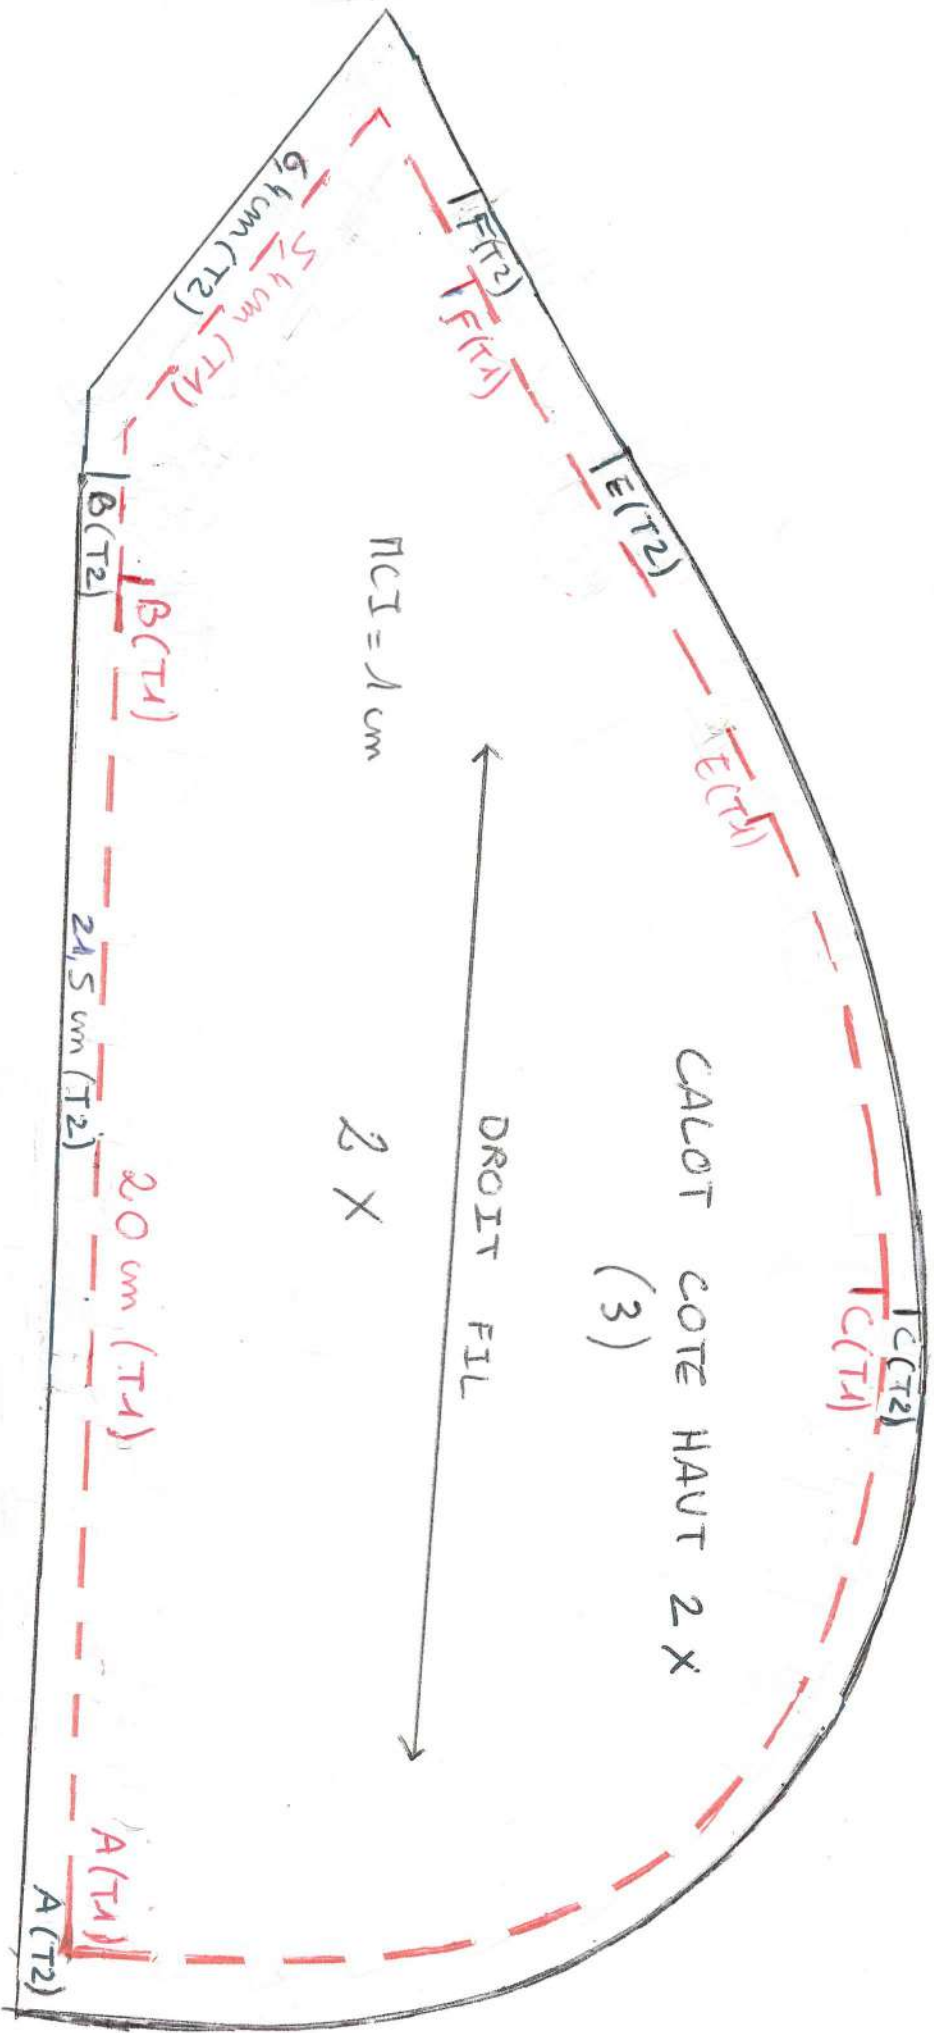 CALOT COTE HAUT 2 X
(3)
DROIT FIL
2 X
MCI = 1 cm
F(T2)
F(T1)
E(T2)
E(T1)
C(T2)
C(T1)
6,4 cm (T2)
5,4 cm (T1)
B(T2)
B(T1)
21,5 cm (T2)
20 cm (T1)
A(T1)
A(T2)